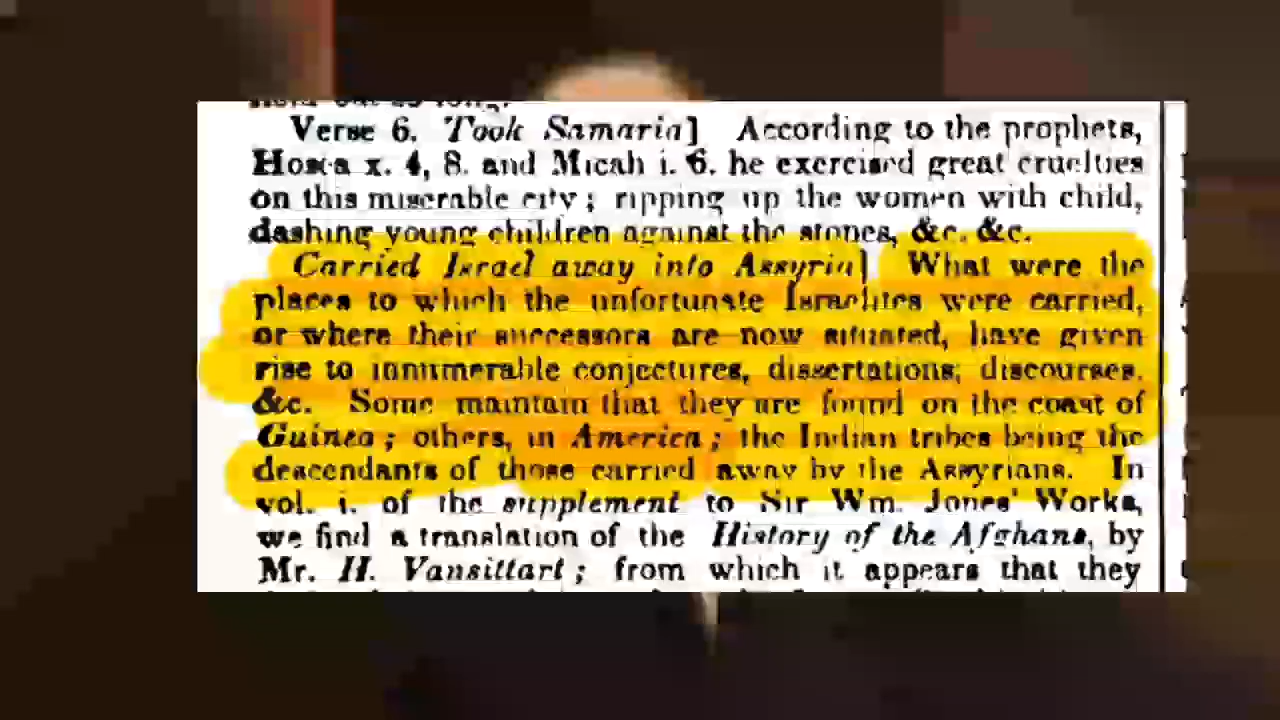 Verse 6. Took Samaria] According to the prophets,
Hosea x. 4, 8. and Micah i. 6. he exercised great cruelties
on this miserable city; ripping up the women with child,
dashing young children against the stones, &c. &c.
Carried Israel away into Assyria] What were the
places to which the unfortunate Israelites were carried,
or where their successors are now situated, have given
rise to innumerable conjectures, dissertations, discourses,
&c. Some maintain that they are found on the coast of
Guinea; others, in America; the Indian tribes being the
descendants of those carried away by the Assyrians. In
vol. i. of the supplement to Sir Wm. Jones' Works,
we find a translation of the History of the Afghans, by
Mr. H. Vansittart; from which it appears that they